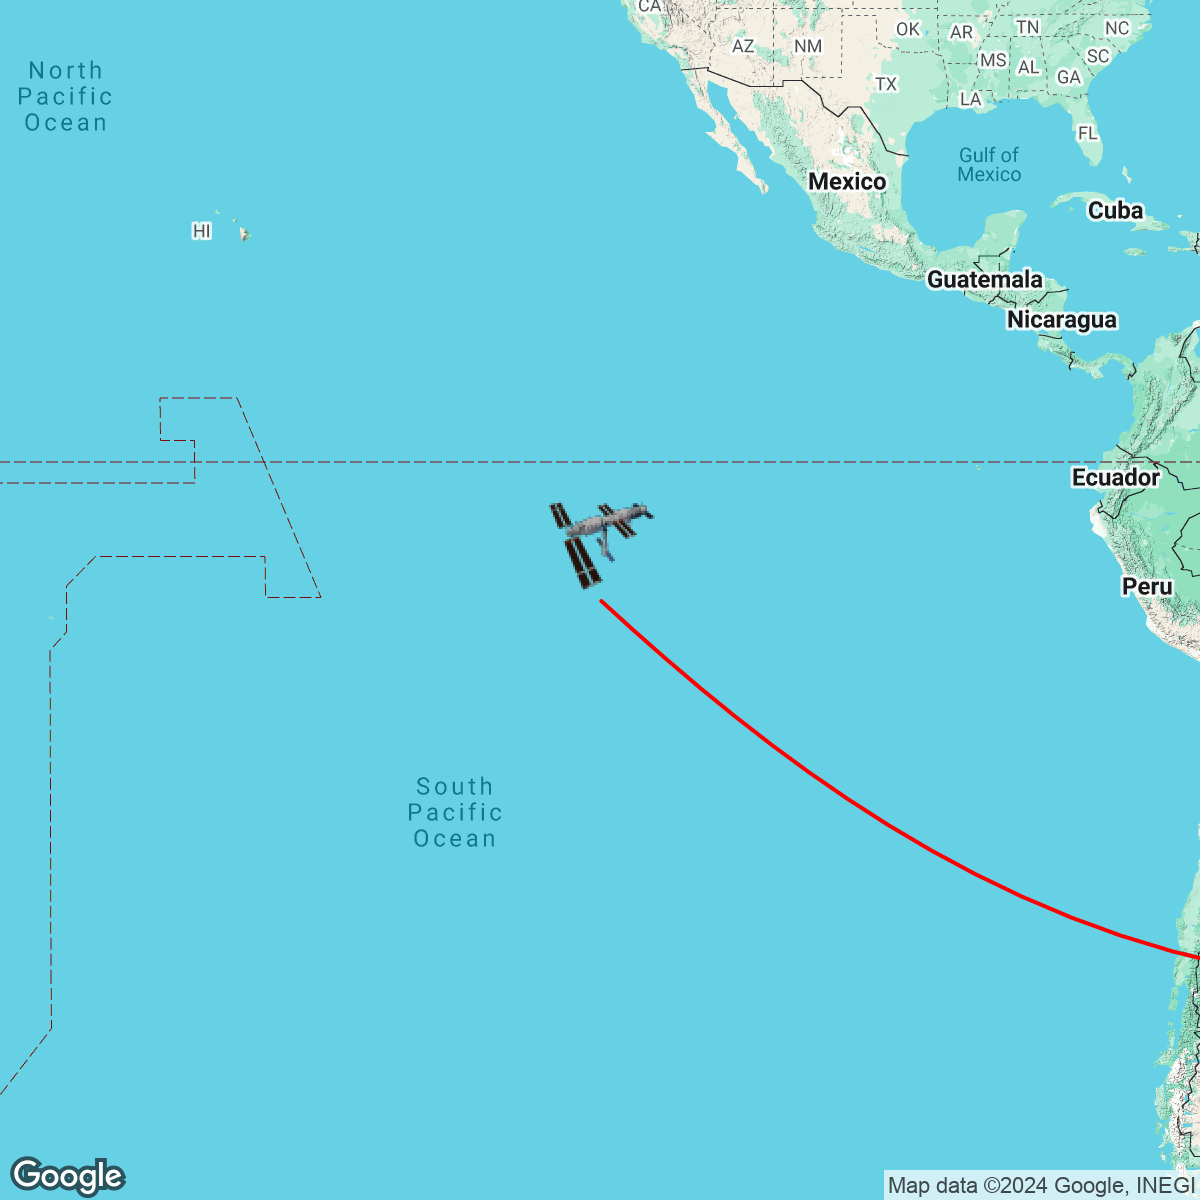 CA
OK
AR
TN
NC
AZ
NM
MS
AL
SC
GA
TX
LA
FL
North
Pacific
Ocean
Gulf of
Mexico
Mexico
Cuba
HI
Guatemala
Nicaragua
Ecuador
Peru
South
Pacific
Ocean
Google
Map data ©2024 Google, INEGI